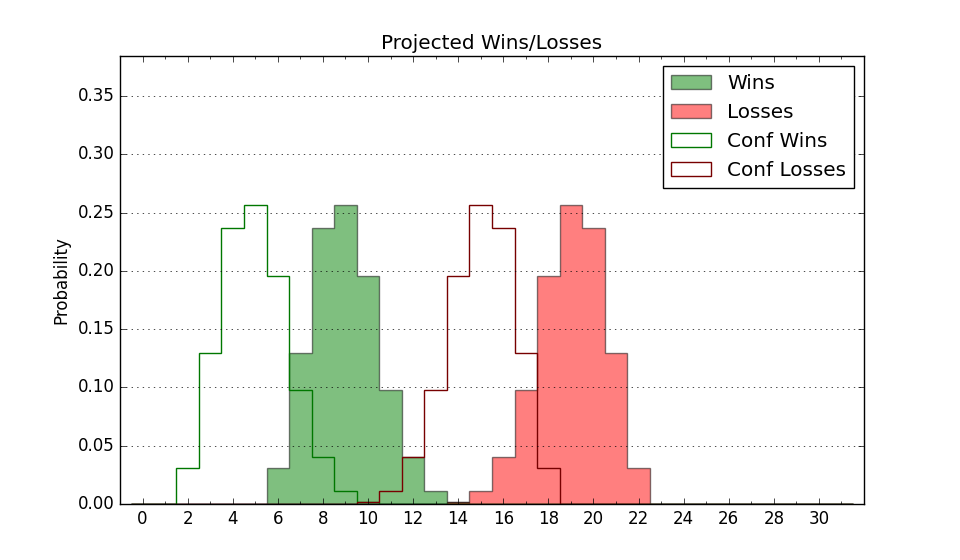 Projected Wins/Losses
Wins
Losses
Conf Wins
Conf Losses
Probability
0.35
0.30
0.25
0.20
0.15
0.10
0.05
0.00
0 2 4 6 8 10 12 14 16 18 20 22 24 26 28 30